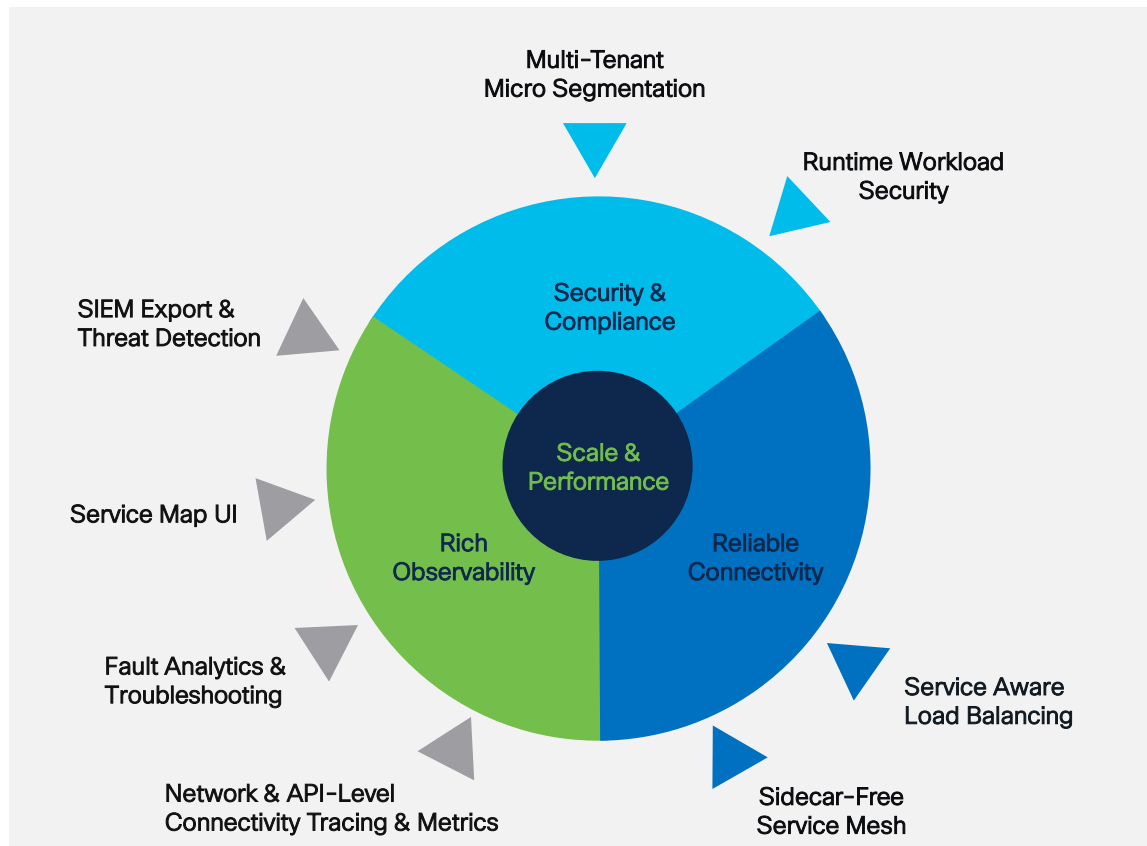 Multi-Tenant
Micro Segmentation
Runtime Workload
Security
Security &
Compliance
SIEM Export &
Threat Detection
Scale &
Performance
Service Map UI
Rich
Observability
Reliable
Connectivity
Fault Analytics &
Troubleshooting
Service Aware
Load Balancing
Network & API-Level
Connectivity Tracing & Metrics
Sidecar-Free
Service Mesh